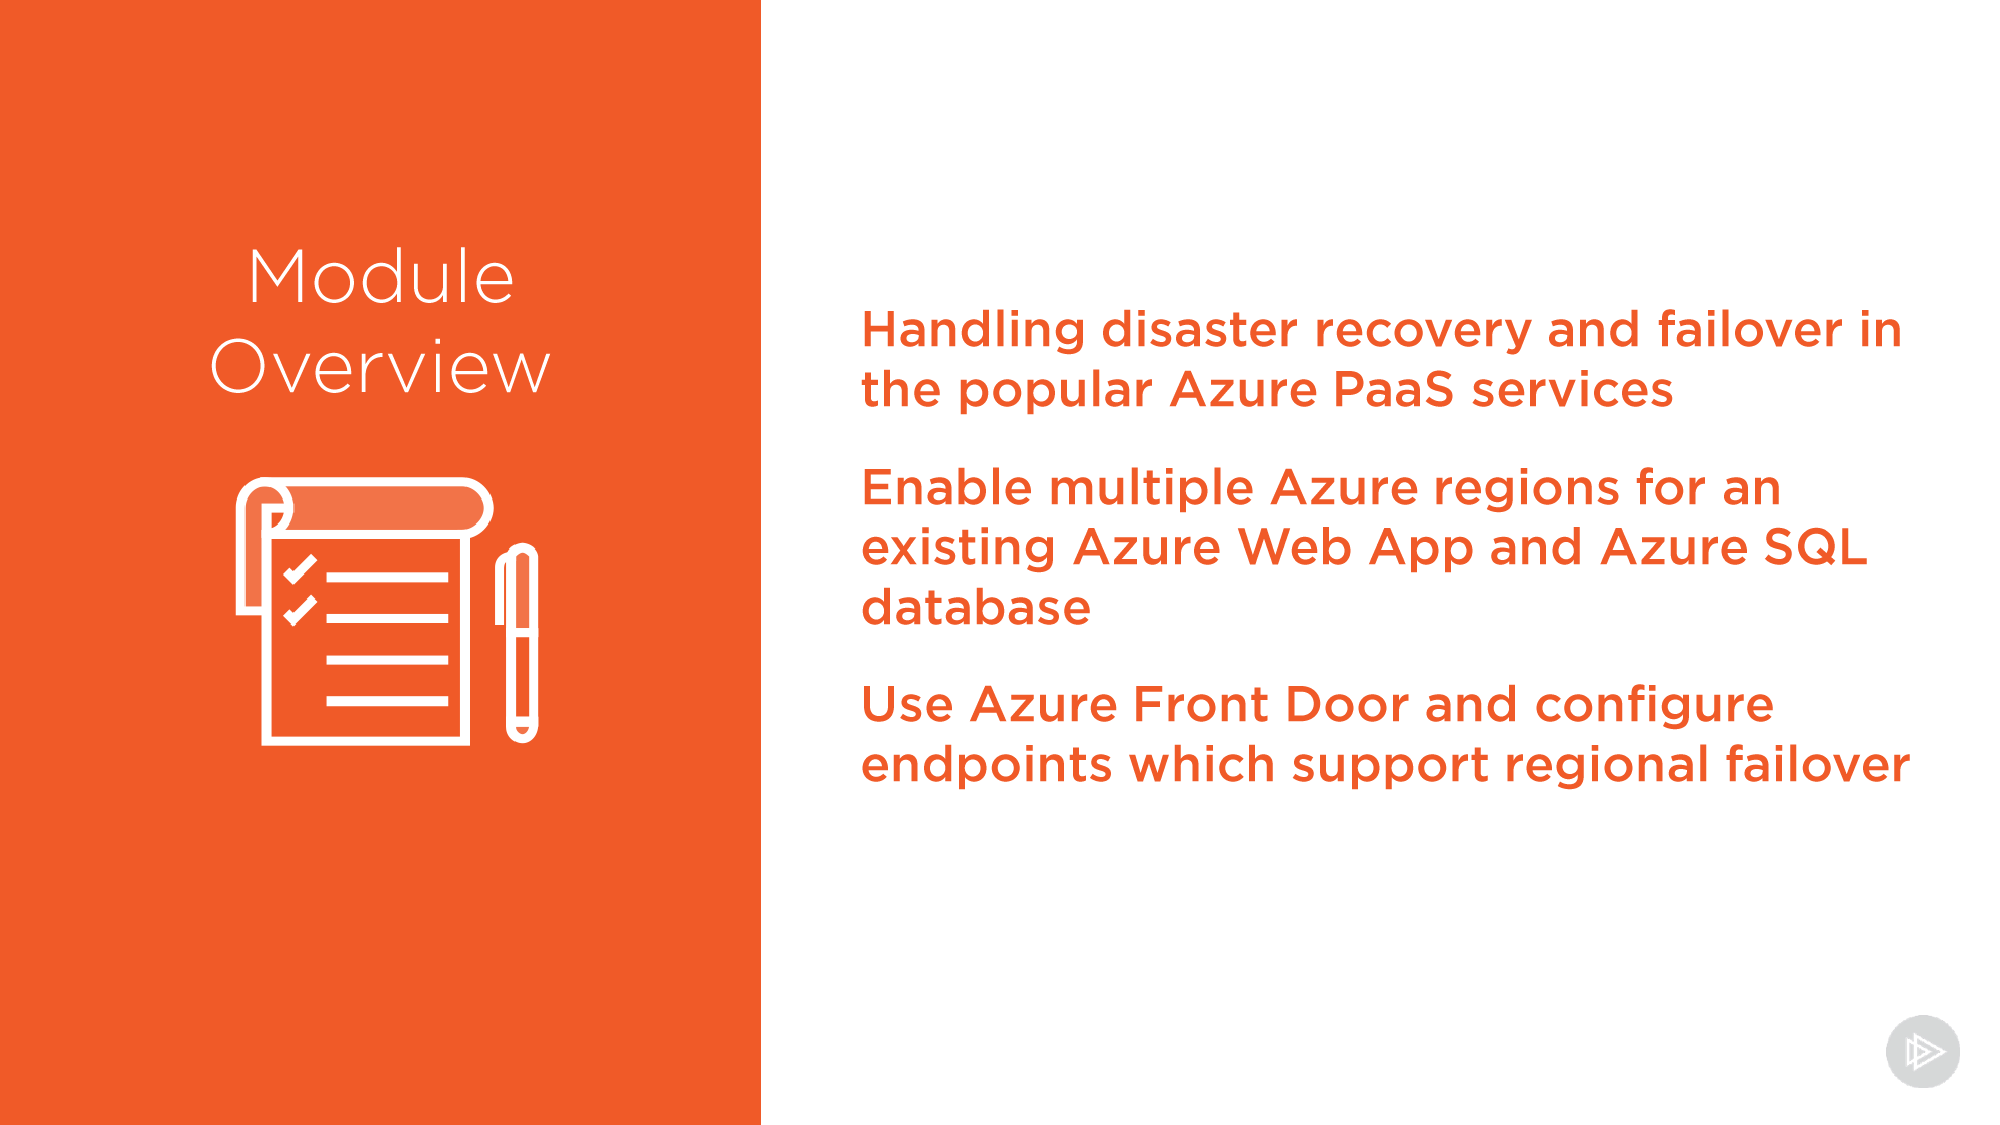 Module
Overview
Handling disaster recovery and failover in
the popular Azure PaaS services
Enable multiple Azure regions for an
existing Azure Web App and Azure SQL
database
Use Azure Front Door and configure
endpoints which support regional failover